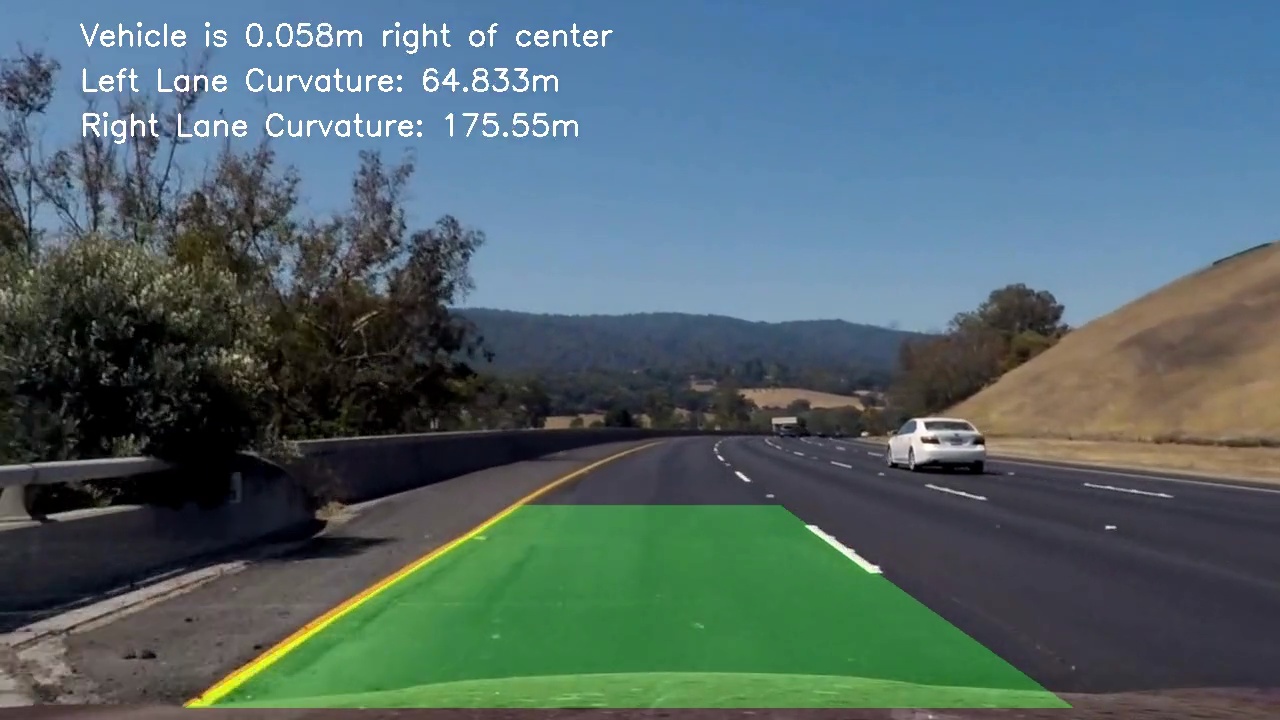 Vehicle is 0.058m right of center
Left Lane Curvature: 64.833m
Right Lane Curvature: 175.55m